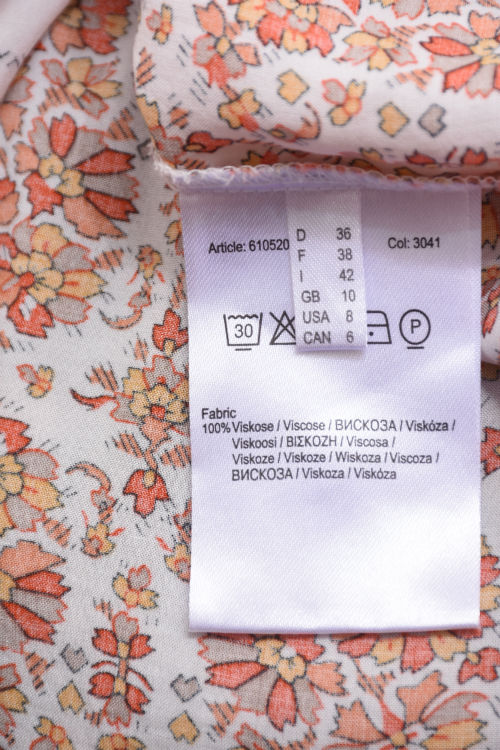 Article: 610520
Col: 3041
D 36
F 38
I 42
GB 10
USA 8
CAN 6
30
P
Fabric
100% Viskose / Viscose / ВИСКОЗА / Viskóza /
Viskoosi / ΒΙΣΚΟΖΗ / Viscosa /
Viskoze / Viskoze / Wiskoza / Viscoza /
ВИСКОЗА / Viskoza / Viskóza